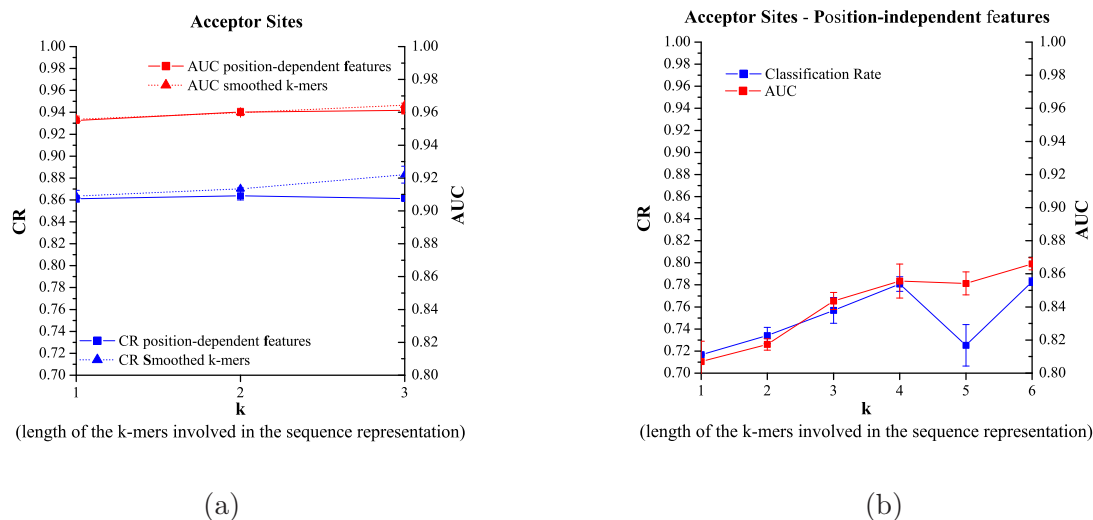 Acceptor Sites
1.00
0.98
0.96
0.94
0.92
0.90
0.88
0.86
0.84
0.82
0.80
0.78
0.76
0.74
0.72
0.70
CR
AUC position-dependent features
AUC smoothed k-mers
CR position-dependent features
CR Smoothed k-mers
1.00
0.98
0.96
0.94
0.92
0.90
0.88
0.86
0.84
0.82
0.80
AUC
1 2 3
k
(length of the k-mers involved in the sequence representation)
(a)
Acceptor Sites - Position-independent features
1.00
0.98
0.96
0.94
0.92
0.90
0.88
0.86
0.84
0.82
0.80
0.78
0.76
0.74
0.72
0.70
CR
Classification Rate
AUC
1.00
0.98
0.96
0.94
0.92
0.90
0.88
0.86
0.84
0.82
0.80
AUC
1 2 3 4 5 6
k
(length of the k-mers involved in the sequence representation)
(b)